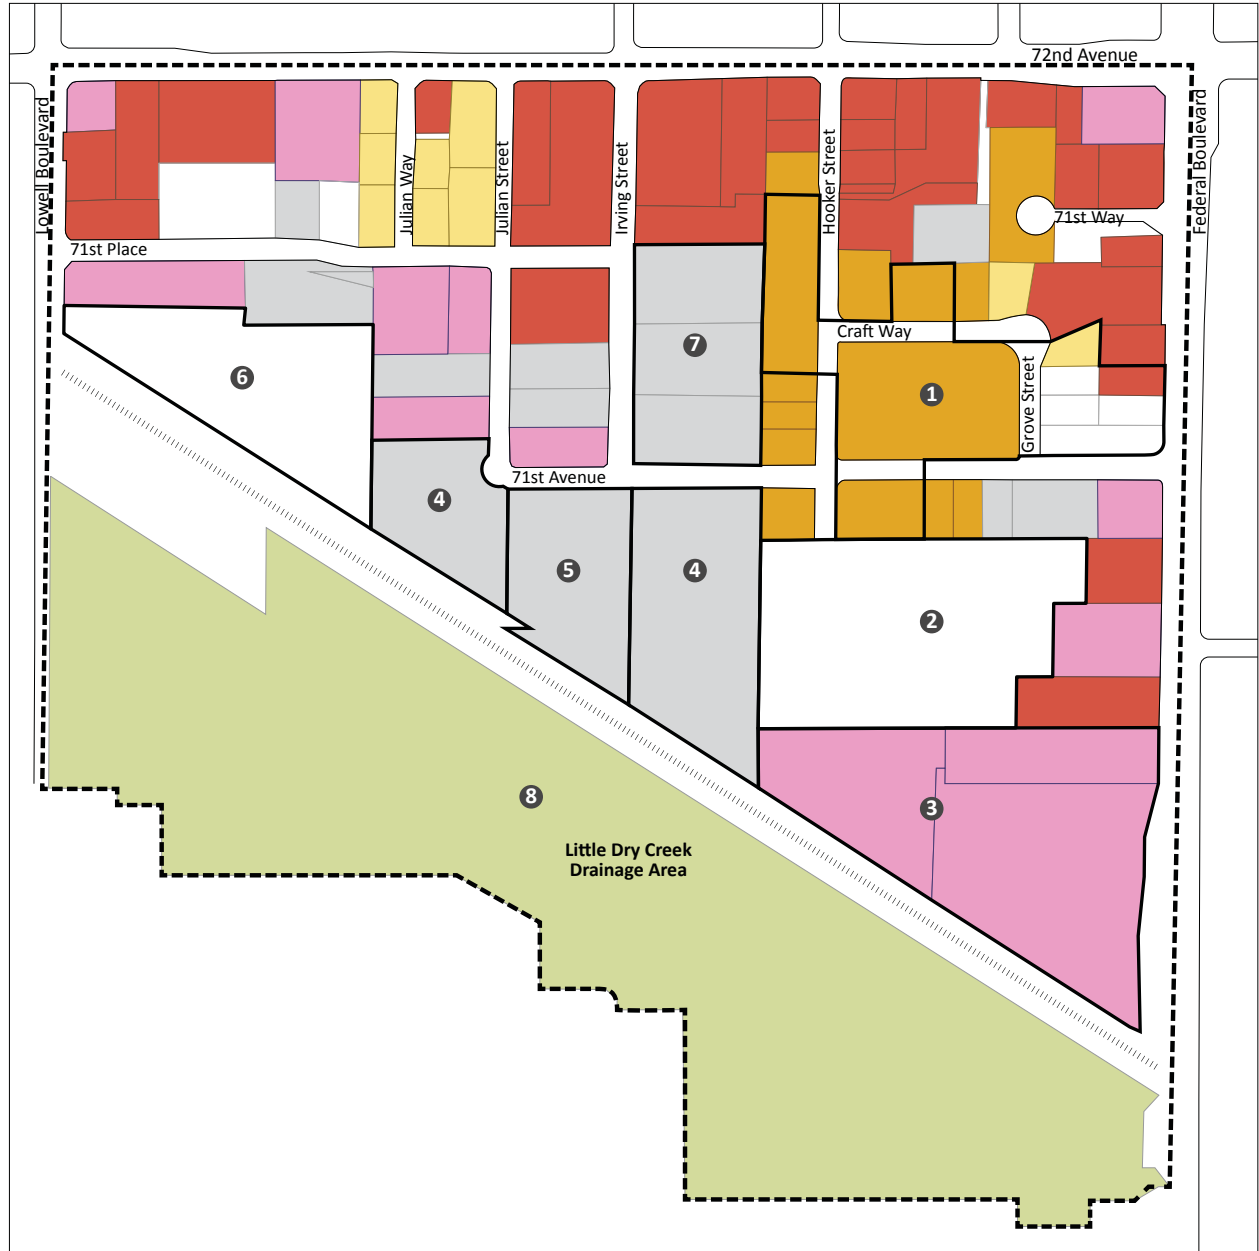 72nd Avenue
Lowell Boulevard
Julian Way
Julian Street
Irving Street
Hooker Street
Federal Boulevard
71st Way
71st Place
Craft Way
7
6
1
Grove Street
71st Avenue
4
5
4
2
8
3
Little Dry Creek
Drainage Area